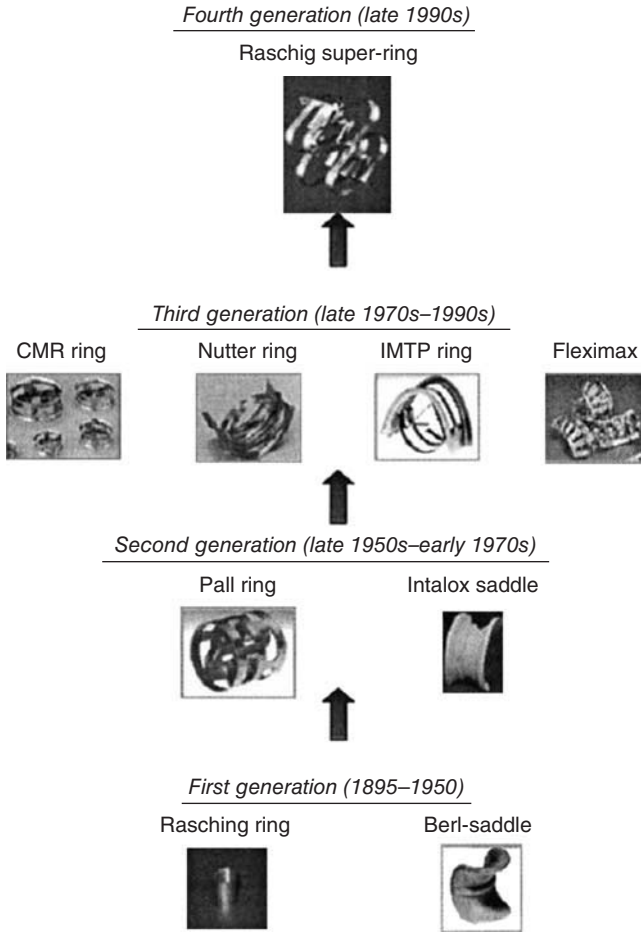 Fourth generation (late 1990s)
Raschig super-ring
Third generation (late 1970s–1990s)
CMR ring Nutter ring IMTP ring Fleximax
Second generation (late 1950s–early 1970s)
Pall ring Intalox saddle
First generation (1895–1950)
Rasching ring Berl-saddle